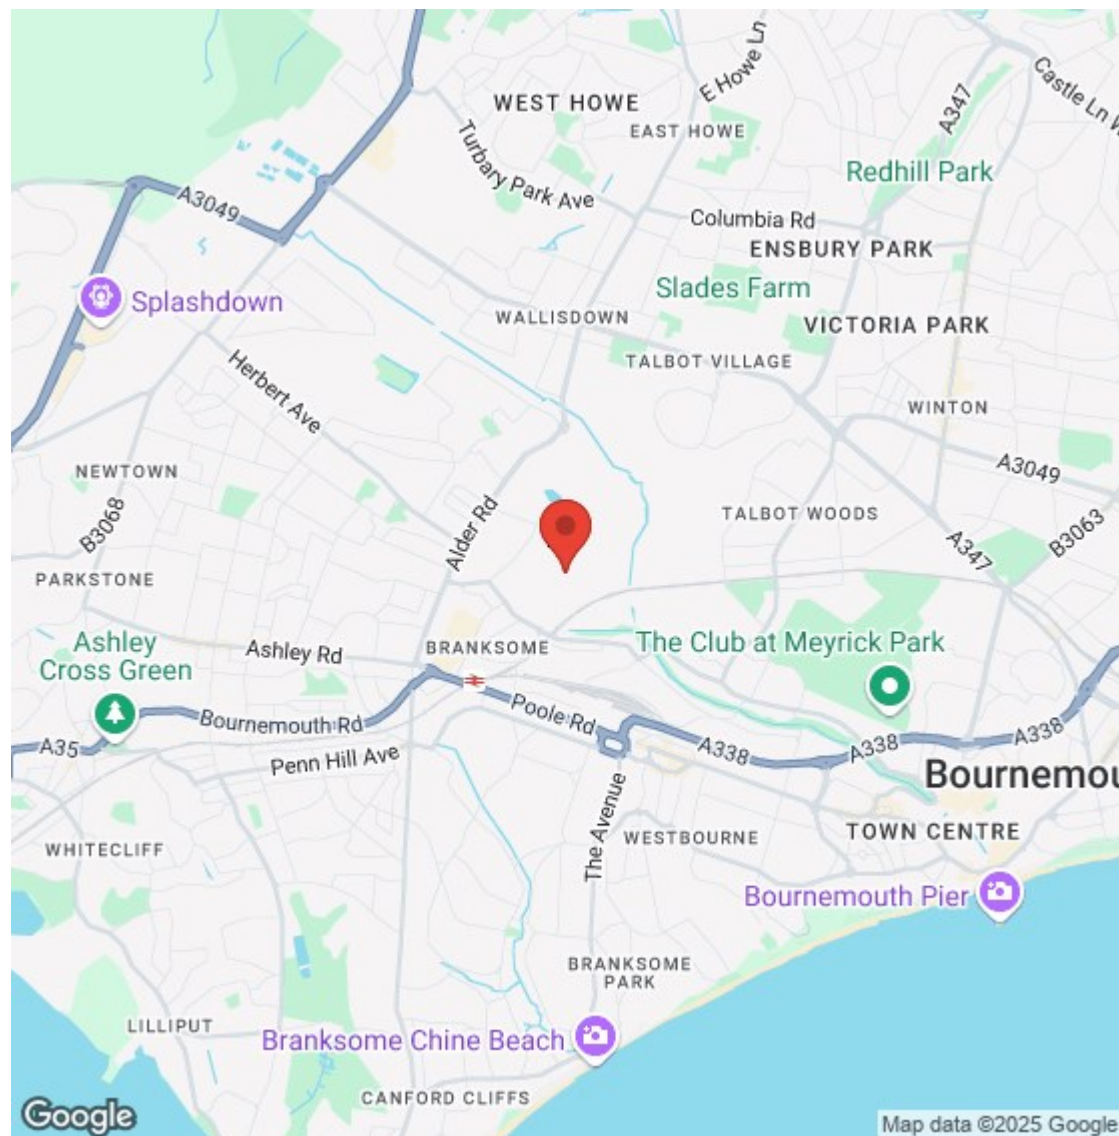 WEST HOWE
E Howe Ln
EAST HOWE
A347
Castle Ln W
Turbary Park Ave
Redhill Park
A3049
Columbia Rd
ENSBURY PARK
Slades Farm
Splashdown
WALLISDOWN
VICTORIA PARK
TALBOT VILLAGE
Herbert Ave
WINTON
NEWTOWN
A3049
B3068
Alder Rd
TALBOT WOODS
B3063
A347
PARKSTONE
Ashley
Cross Green
Ashley Rd
BRANKSOME
The Club at Meyrick Park
Bournemouth Rd
Poole Rd
A35
A338
A338
A338
Penn Hill Ave
Bournemou
The Avenue
WESTBOURNE
TOWN CENTRE
WHITECLIFF
Bournemouth Pier
BRANKSOME
PARK
LILLIPUT
Branksome Chine Beach
CANFORD CLIFFS
Google
Map data ©2025 Google